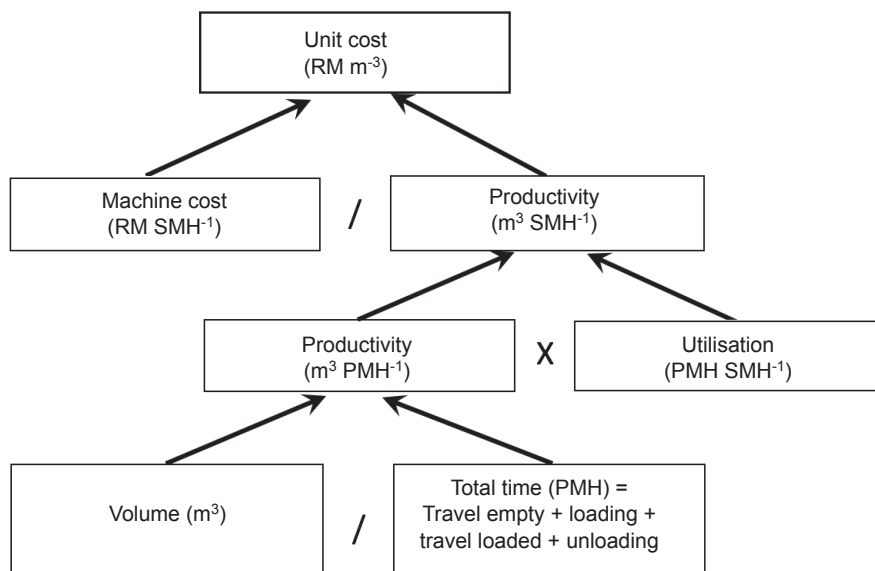 Unit cost
(RM m⁻³)
Machine cost
(RM SMH⁻¹)
/
Productivity
(m³ SMH⁻¹)
Productivity
(m³ PMH⁻¹)
X
Utilisation
(PMH SMH⁻¹)
Volume (m³)
/
Total time (PMH) =
Travel empty + loading +
travel loaded + unloading